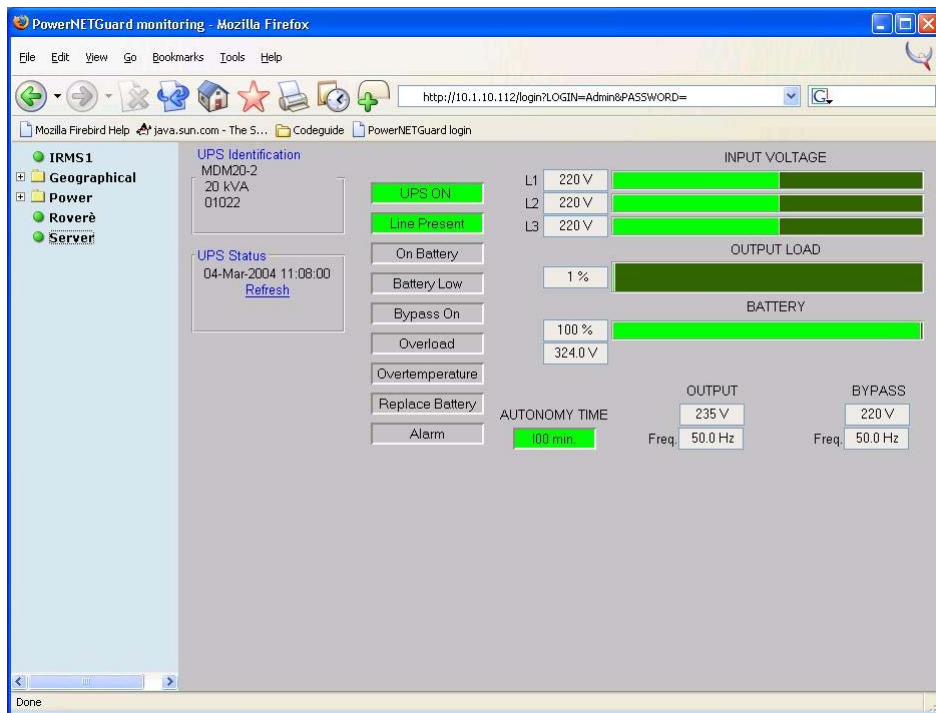 PowerNETGuard monitoring - Mozilla Firefox
File Edit View Go Bookmarks Tools Help
http://10.1.10.112/login?LOGIN=Admin&PASSWORD=
G
Mozilla Firebird Help java.sun.com - The S... Codeguide PowerNETGuard login
IRMS1
Geographical
Power
Roverè
Server
UPS Identification
MDM20-2
20 kVA
01022
UPS Status
04-Mar-2004 11:08:00
Refresh
UPS ON
Line Present
On Battery
Battery Low
Bypass On
Overload
Overtemperature
Replace Battery
Alarm
INPUT VOLTAGE
L1 220 V
L2 220 V
L3 220 V
OUTPUT LOAD
1 %
BATTERY
100 %
324.0 V
AUTONOMY TIME
100 min.
OUTPUT
235 V
Freq. 50.0 Hz
BYPASS
220 V
Freq. 50.0 Hz
Done